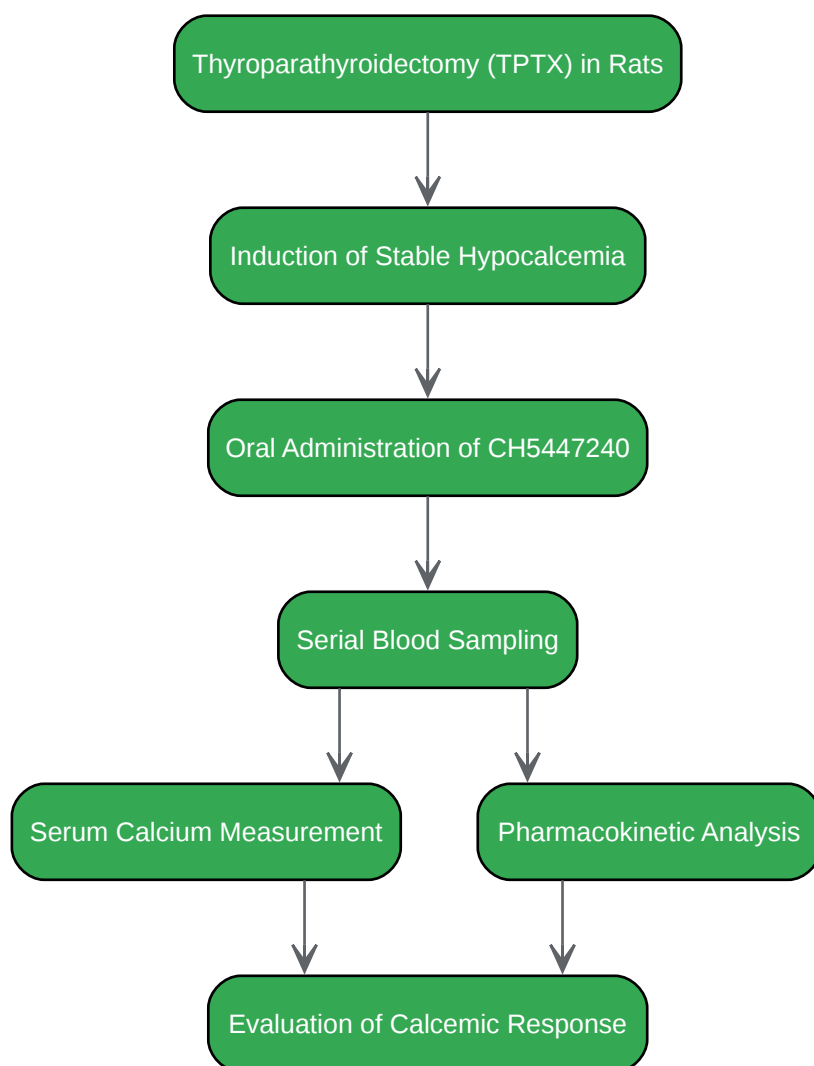 Thyroparathyroidectomy (TPTX) in Rats
Induction of Stable Hypocalcemia
Oral Administration of CH5447240
Serial Blood Sampling
Serum Calcium Measurement
Pharmacokinetic Analysis
Evaluation of Calcemic Response